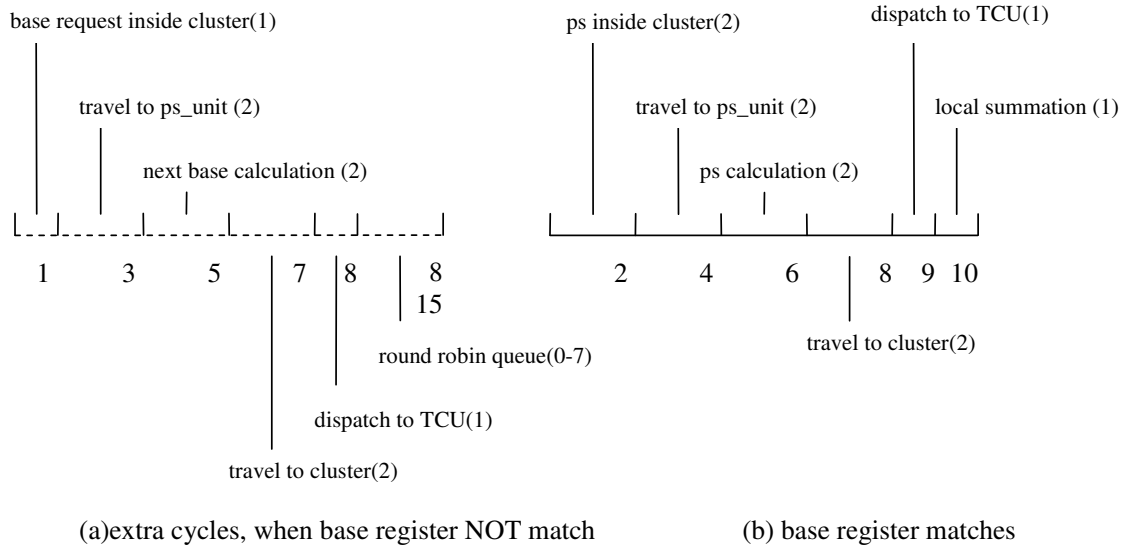 base request inside cluster(1)
travel to ps_unit (2)
next base calculation (2)
1 3 5 7 8 8
15
round robin queue(0-7)
dispatch to TCU(1)
travel to cluster(2)
(a)extra cycles, when base register NOT match
ps inside cluster(2)
dispatch to TCU(1)
travel to ps_unit (2)
local summation (1)
ps calculation (2)
2 4 6 8 9 10
travel to cluster(2)
(b) base register matches